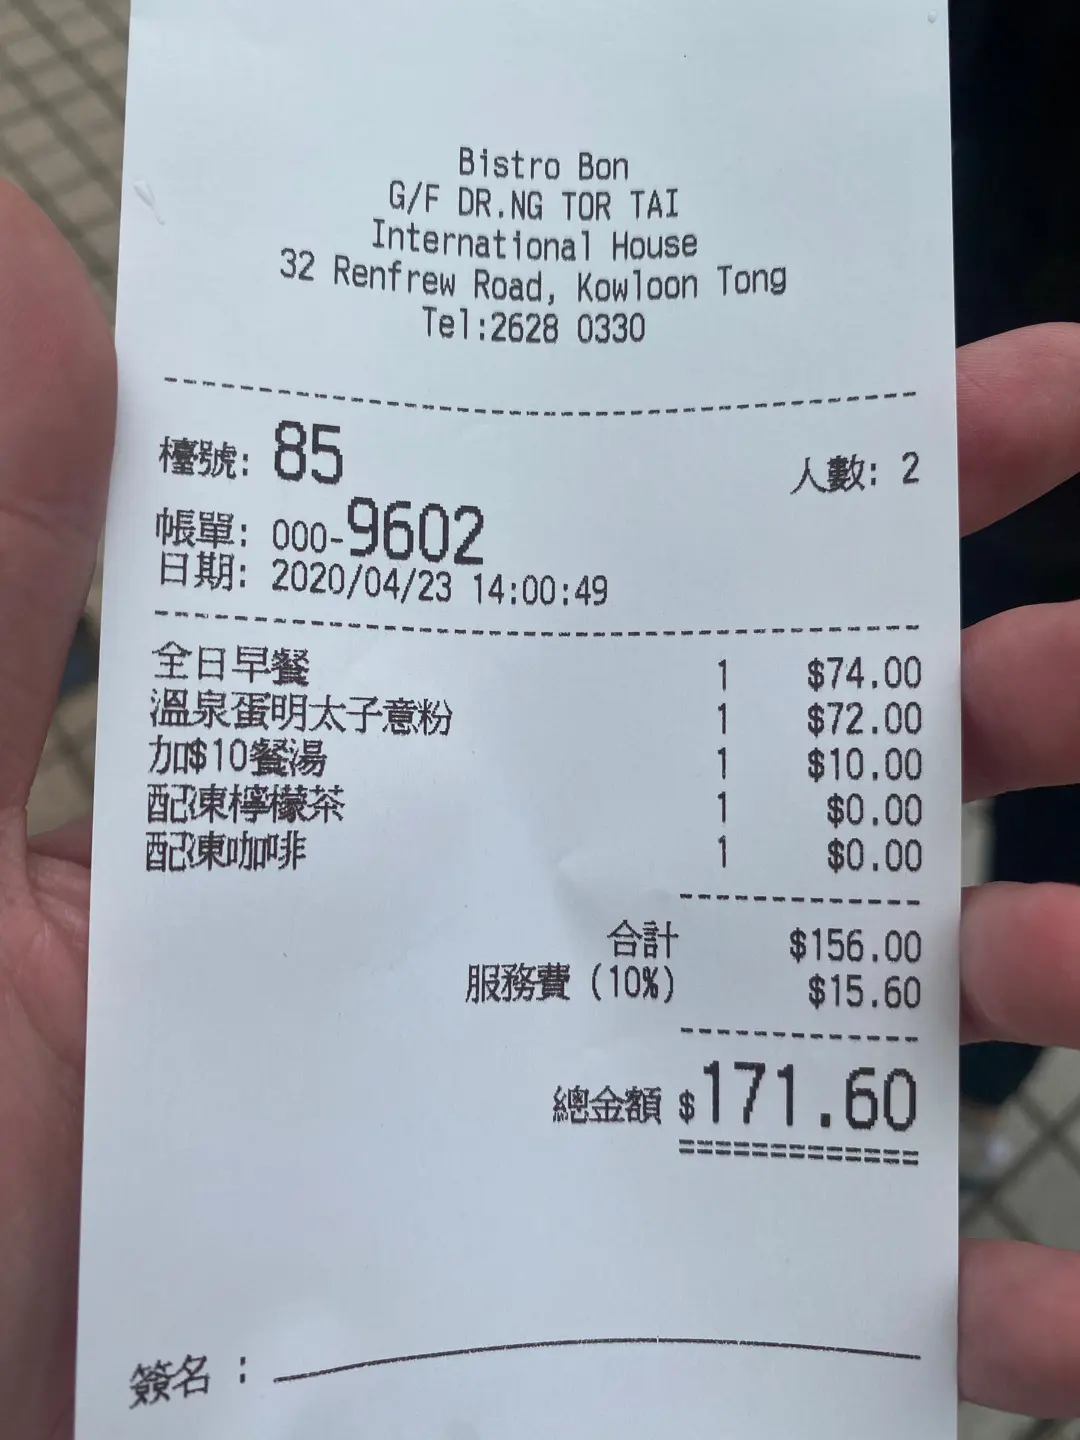 Bistro Bon
G/F DR.NG TOR TAI
International House
32 Renfrew Road, Kowloon Tong
Tel:2628 0330
檯號: 85 人數: 2
帳單: 000-9602
日期: 2020/04/23 14:00:49
全日早餐 1 $74.00
溫泉蛋明太子意粉 1 $72.00
加$10餐湯 1 $10.00
配凍檸檬茶 1 $0.00
配凍咖啡 1 $0.00
合計 $156.00
服務費 (10%) $15.60
總金額 $171.60
簽名 :